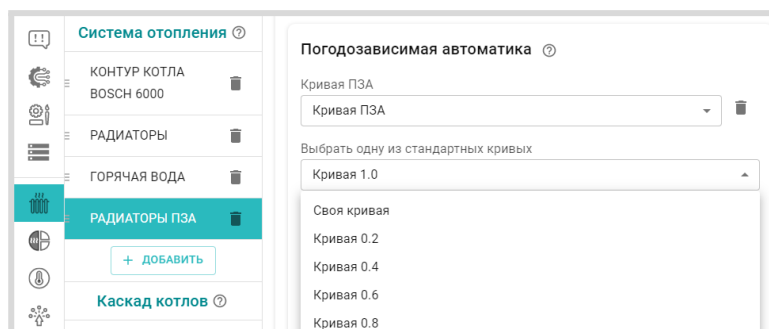 Система отопления
КОНТУР КОТЛА
BOSCH 6000
РАДИАТОРЫ
ГОРЯЧАЯ ВОДА
РАДИАТОРЫ ПЗА
+ ДОБАВИТЬ
Каскад котлов
Погодозависимая автоматика
Кривая ПЗА
Кривая ПЗА
Выбрать одну из стандартных кривых
Кривая 1.0
Своя кривая
Кривая 0.2
Кривая 0.4
Кривая 0.6
Кривая 0.8